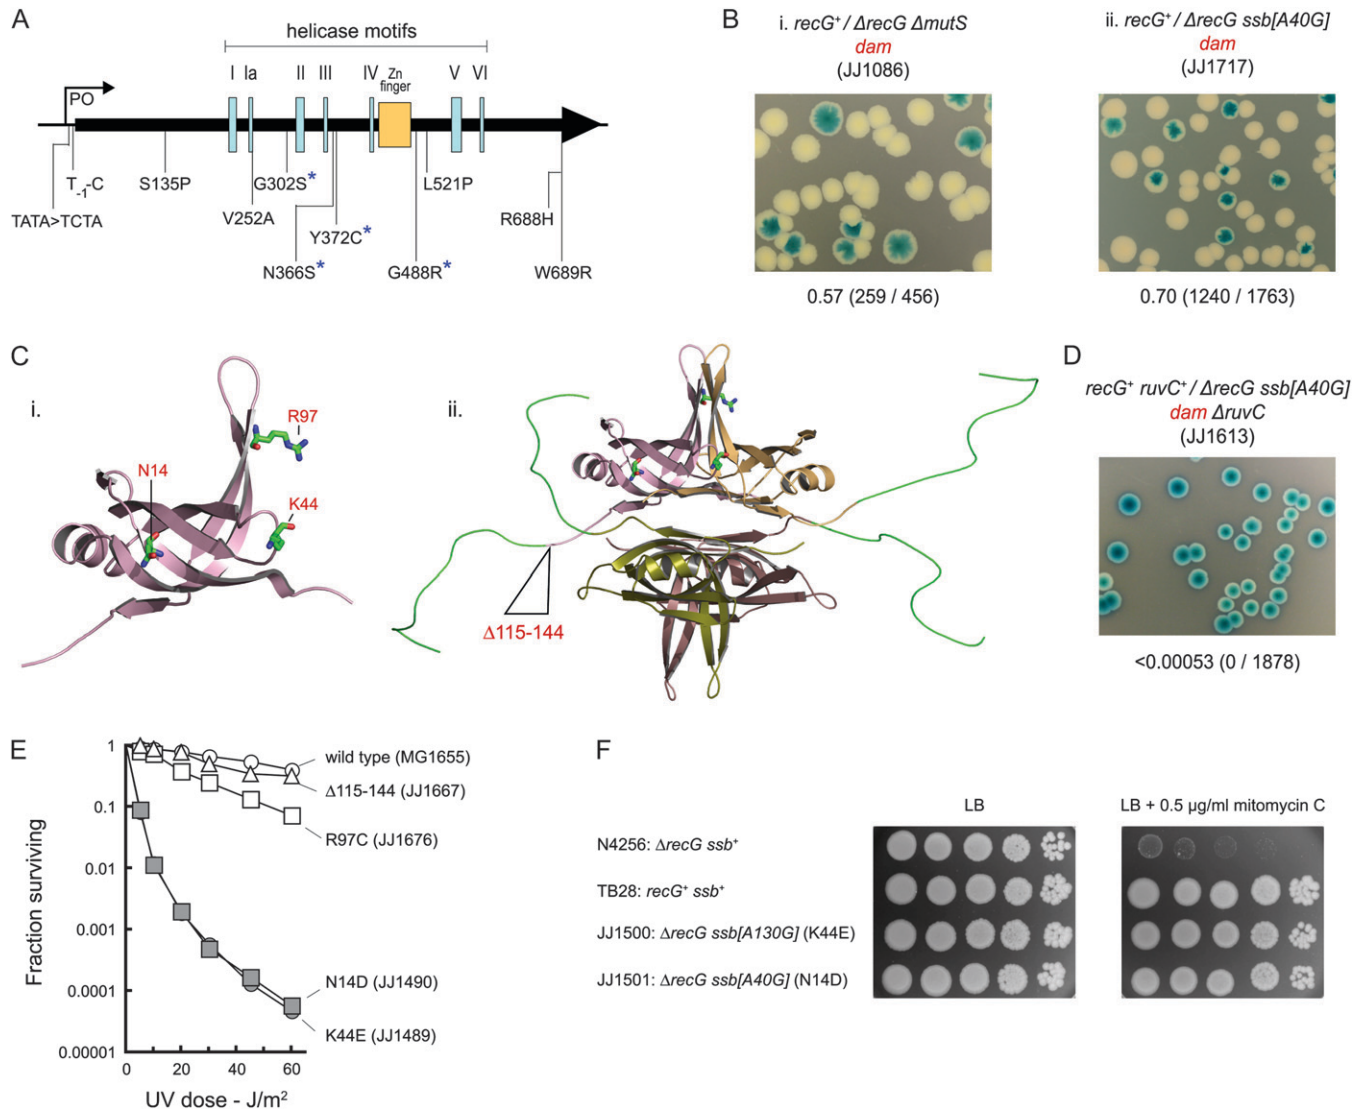 A
helicase motifs
I Ia II III IV Zn finger V VI
PO
T-1-C
S135P
G302S*
L521P
TATA>TCTA
V252A
Y372C*
R688H
N366S*
G488R*
W689R
B
i. recG+ / ΔrecG ΔmutS
dam
(JJ1086)
0.57 (259 / 456)
ii. recG+ / ΔrecG ssb[A40G]
dam
(JJ1717)
0.70 (1240 / 1763)
C
i.
R97
N14
K44
ii.
Δ115-144
D
recG+ ruvC+ / ΔrecG ssb[A40G]
dam ΔruvC
(JJ1613)
<0.00053 (0 / 1878)
E
Fraction surviving
1
0.1
0.01
0.001
0.0001
0.00001
0 20 40 60
UV dose - J/m2
wild type (MG1655)
Δ115-144 (JJ1667)
R97C (JJ1676)
N14D (JJ1490)
K44E (JJ1489)
F
LB
LB + 0.5 µg/ml mitomycin C
N4256: ΔrecG ssb+
TB28: recG+ ssb+
JJ1500: ΔrecG ssb[A130G] (K44E)
JJ1501: ΔrecG ssb[A40G] (N14D)